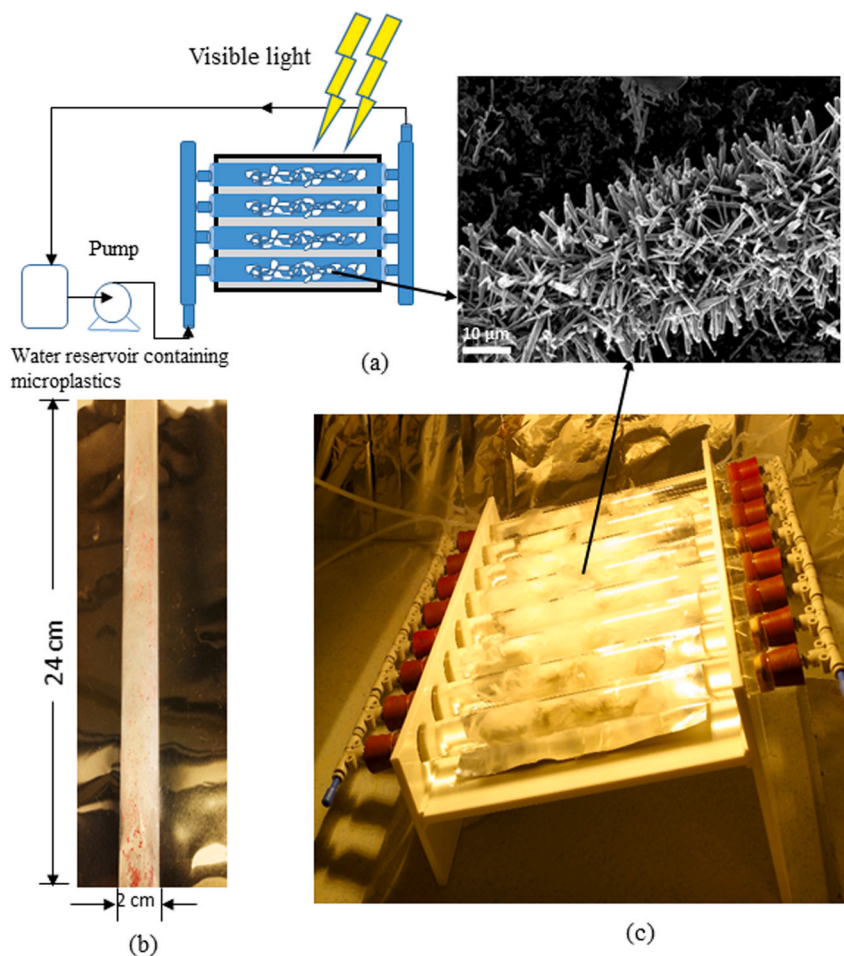 Visible light
Pump
Water reservoir containing
microplastics
(a)
10 μm
24 cm
2 cm
(b)
(c)